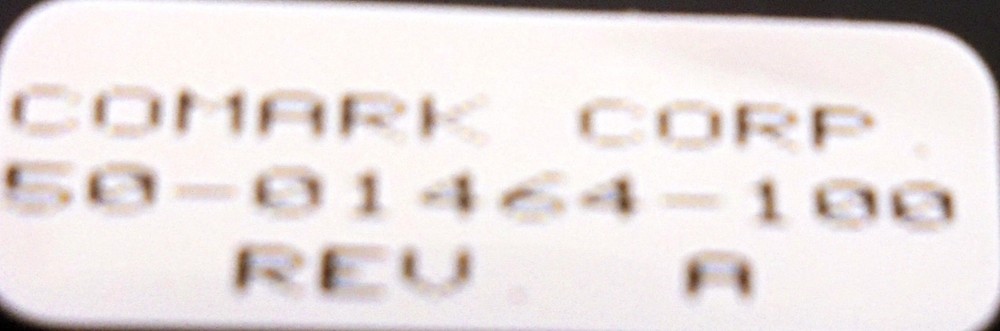 COMARK CORP.
50-01464-100
REV. A